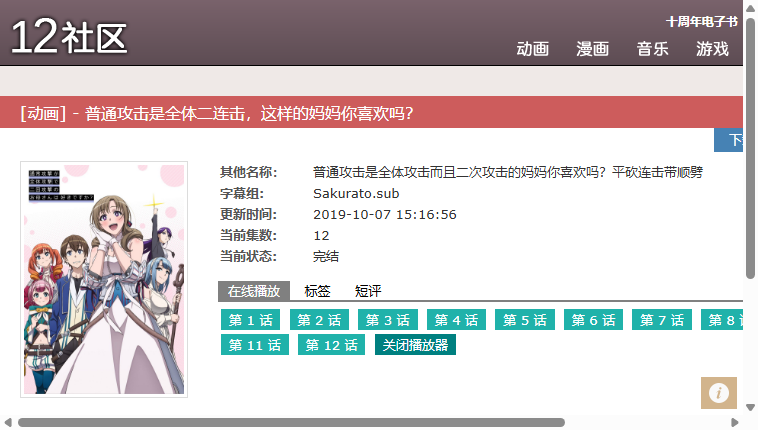 12社区
十周年电子书
动画 漫画 音乐 游戏
[动画] - 普通攻击是全体二连击，这样的妈妈你喜欢吗？
其他名称： 普通攻击是全体攻击而且二次攻击的妈妈你喜欢吗？平砍连击带顺劈
字幕组： Sakurato.sub
更新时间： 2019-10-07 15:16:56
当前集数： 12
当前状态： 完结
在线播放 标签 短评
第 1 话 第 2 话 第 3 话 第 4 话 第 5 话 第 6 话 第 7 话 第 8
第 11 话 第 12 话 关闭播放器